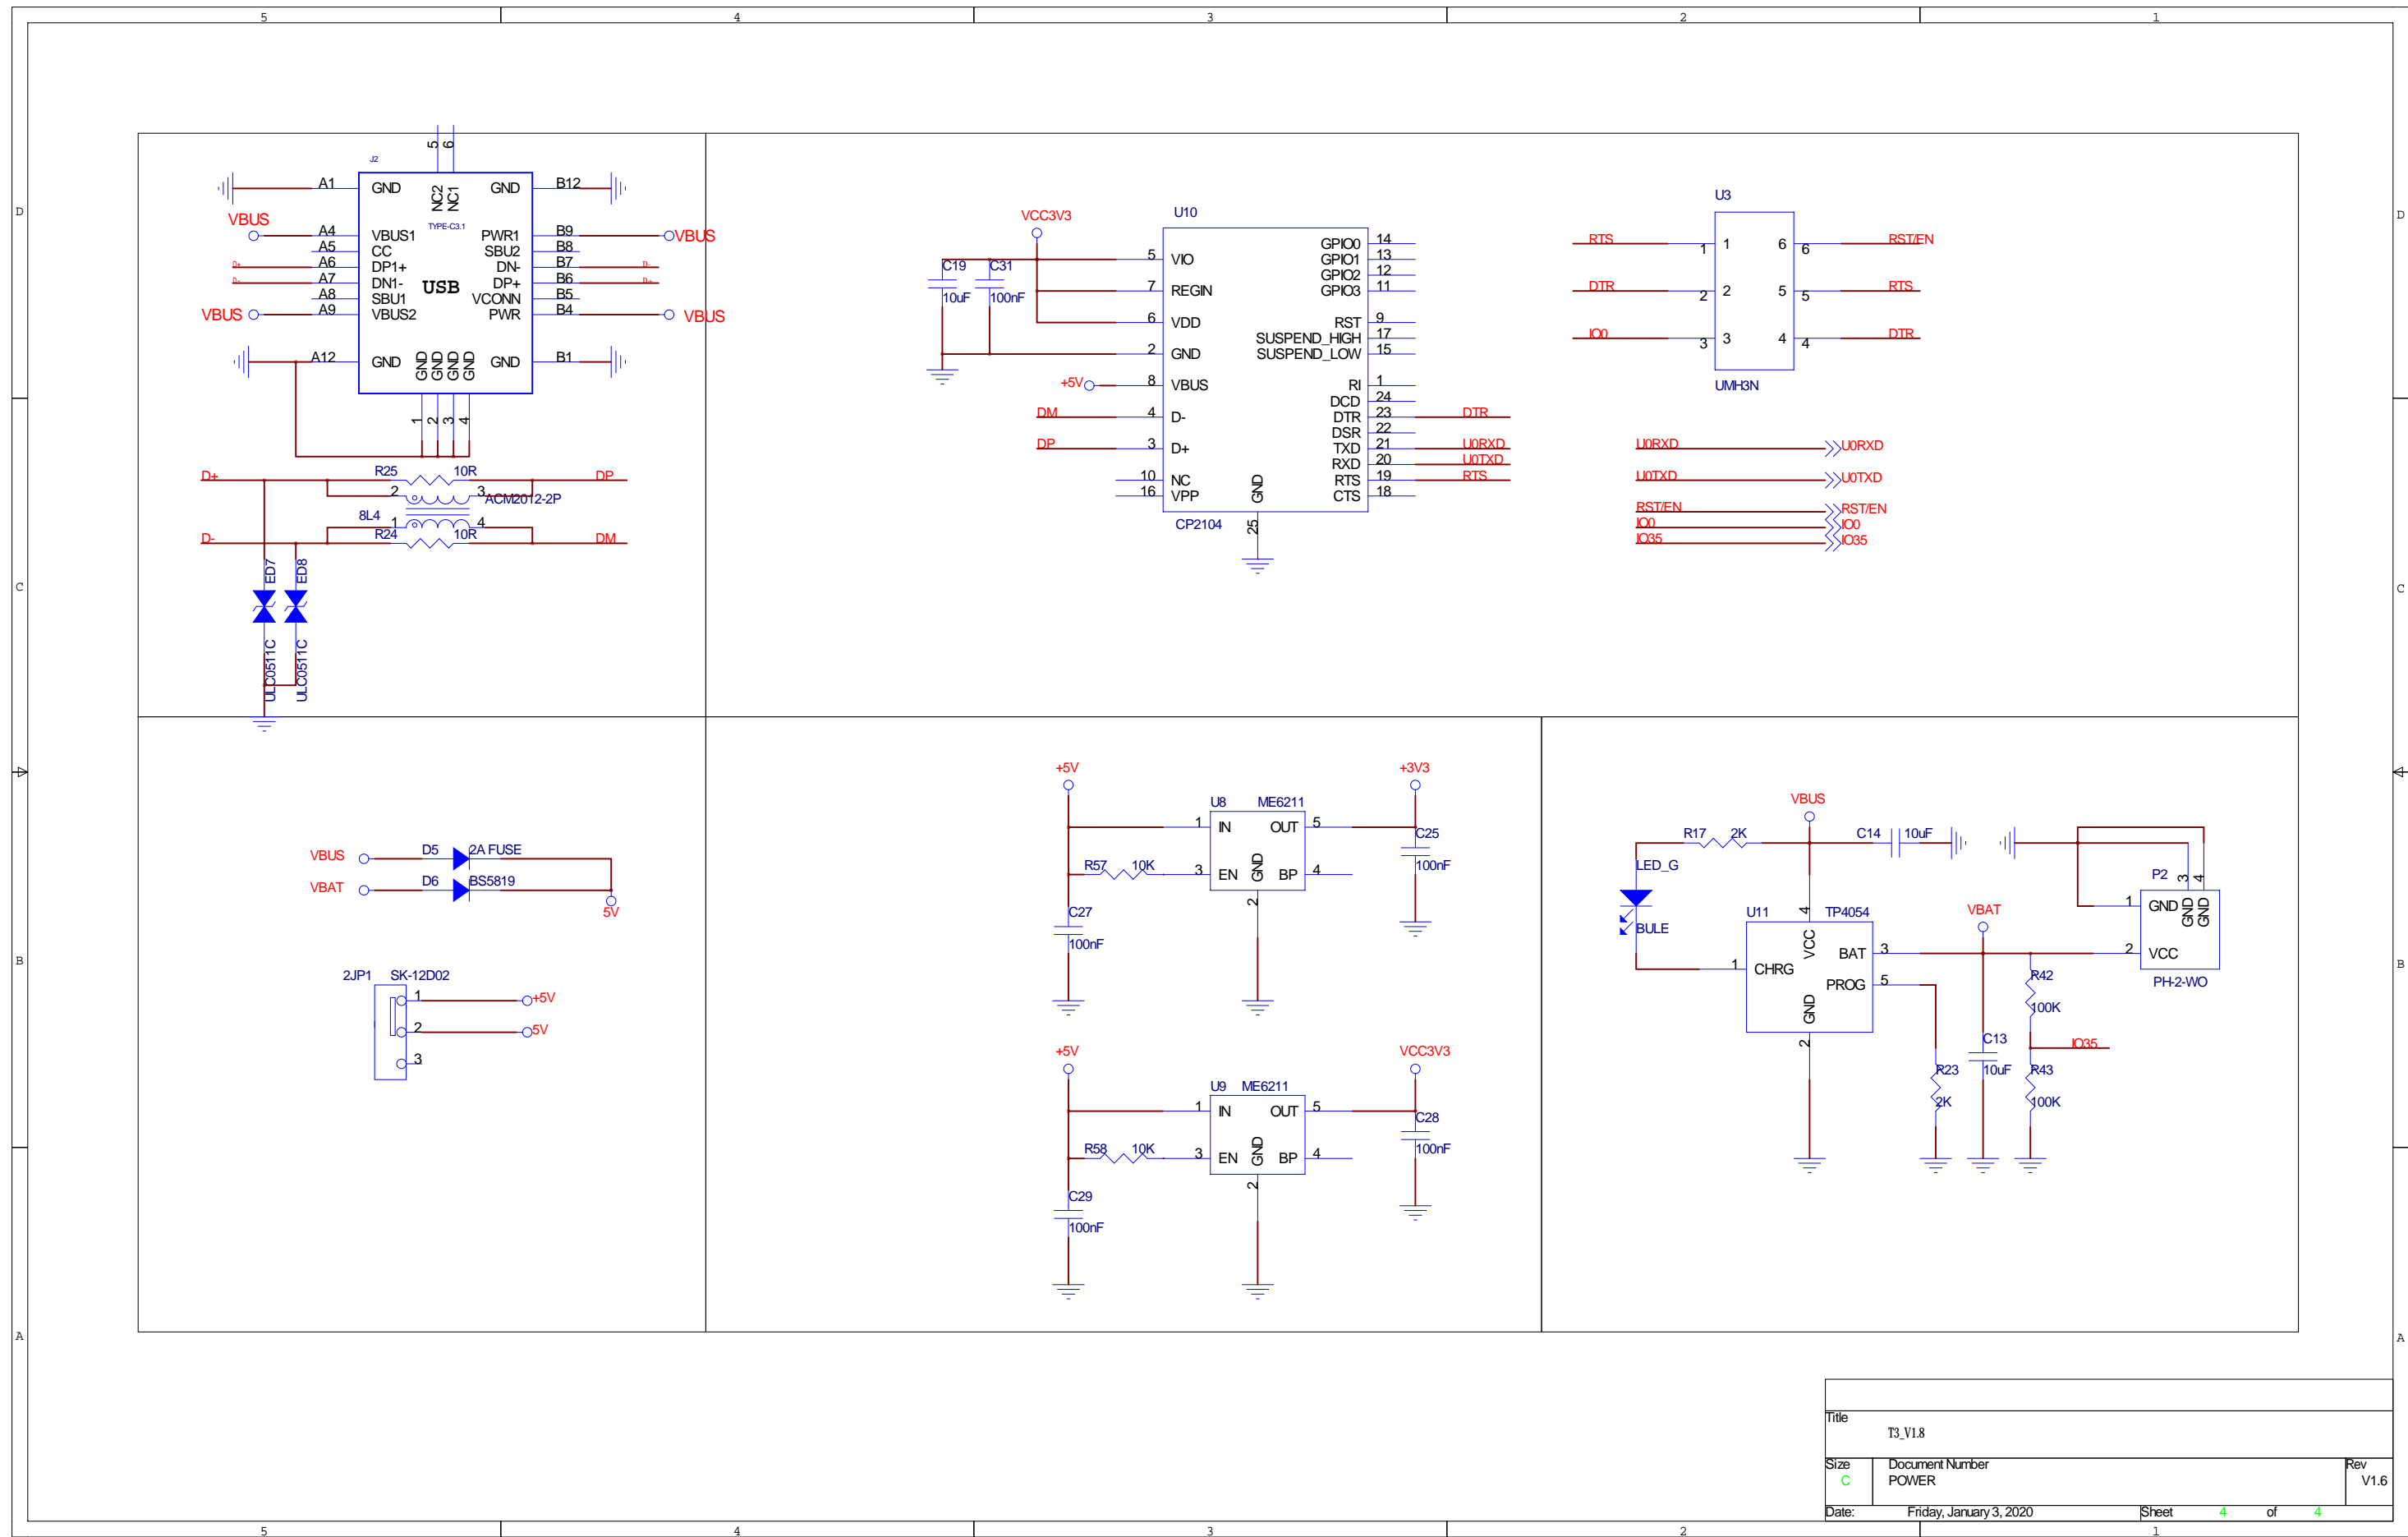 5 4 3 2 1
D
D
C
C
B
B
A
A
J2
5 6
NC2 NC1
TYPE-C3.1
USB
A1 GND
VBUS
A4 VBUS1
A5 CC
D+ A6 DP1+
D- A7 DN1-
A8 SBU1
VBUS A9 VBUS2
A12 GND
GND B12
PWR1 B9 VBUS
SBU2 B8
DN- B7 D-
DP+ B6 D+
VCONN B5
PWR B4 VBUS
GND B1
GND GND GND GND
1 2 3 4
D+ R25 10R DP
2 3 ACM2012-2P
8L4 1 4
D- R24 10R DM
ED7 ED8
ULC0511C ULC0511C
VCC3V3
C19 C31
10uF 100nF
U10
5 VIO
7 REGIN
6 VDD
2 GND
+5V 8 VBUS
DM 4 D-
DP 3 D+
10 NC
16 VPP
GPIO0 14
GPIO1 13
GPIO2 12
GPIO3 11
RST 9
SUSPEND_HIGH 17
SUSPEND_LOW 15
RI 1
DCD 24
DTR 23 DTR
DSR 22
TXD 21 U0RXD
RXD 20 U0TXD
RTS 19 RTS
CTS 18
GND
25
CP2104
U3
RTS 1 1 6 6 RST/EN
DTR 2 2 5 5 RTS
IO0 3 3 4 4 DTR
UMH3N
U0RXD U0RXD
U0TXD U0TXD
RST/EN RST/EN
IO0 IO0
IO35 IO35
VBUS D5 2A FUSE
VBAT D6 BS5819
5V
2JP1 SK-12D02
1 +5V
2 5V
3
+5V +3V3
U8 ME6211
1 IN OUT 5
C25
100nF
R57 10K 3 EN GND BP 4
2
C27
100nF
+5V VCC3V3
U9 ME6211
1 IN OUT 5
C28
100nF
R58 10K 3 EN GND BP 4
2
C29
100nF
VBUS
R17 2K
C14 10uF
LED_G
BULE
U11 TP4054
4
VCC
1 CHRG
BAT 3
PROG 5
GND
2
VBAT
P2
3 4
1 GND GND GND
2 VCC
PH-2-WO
R42
100K
IO35
C13
10uF
R43
100K
R23
2K
Title
T3_V1.8
Size Document Number Rev
C POWER V1.6
Date: Friday, January 3, 2020 Sheet 4 of 4
5 4 3 2 1